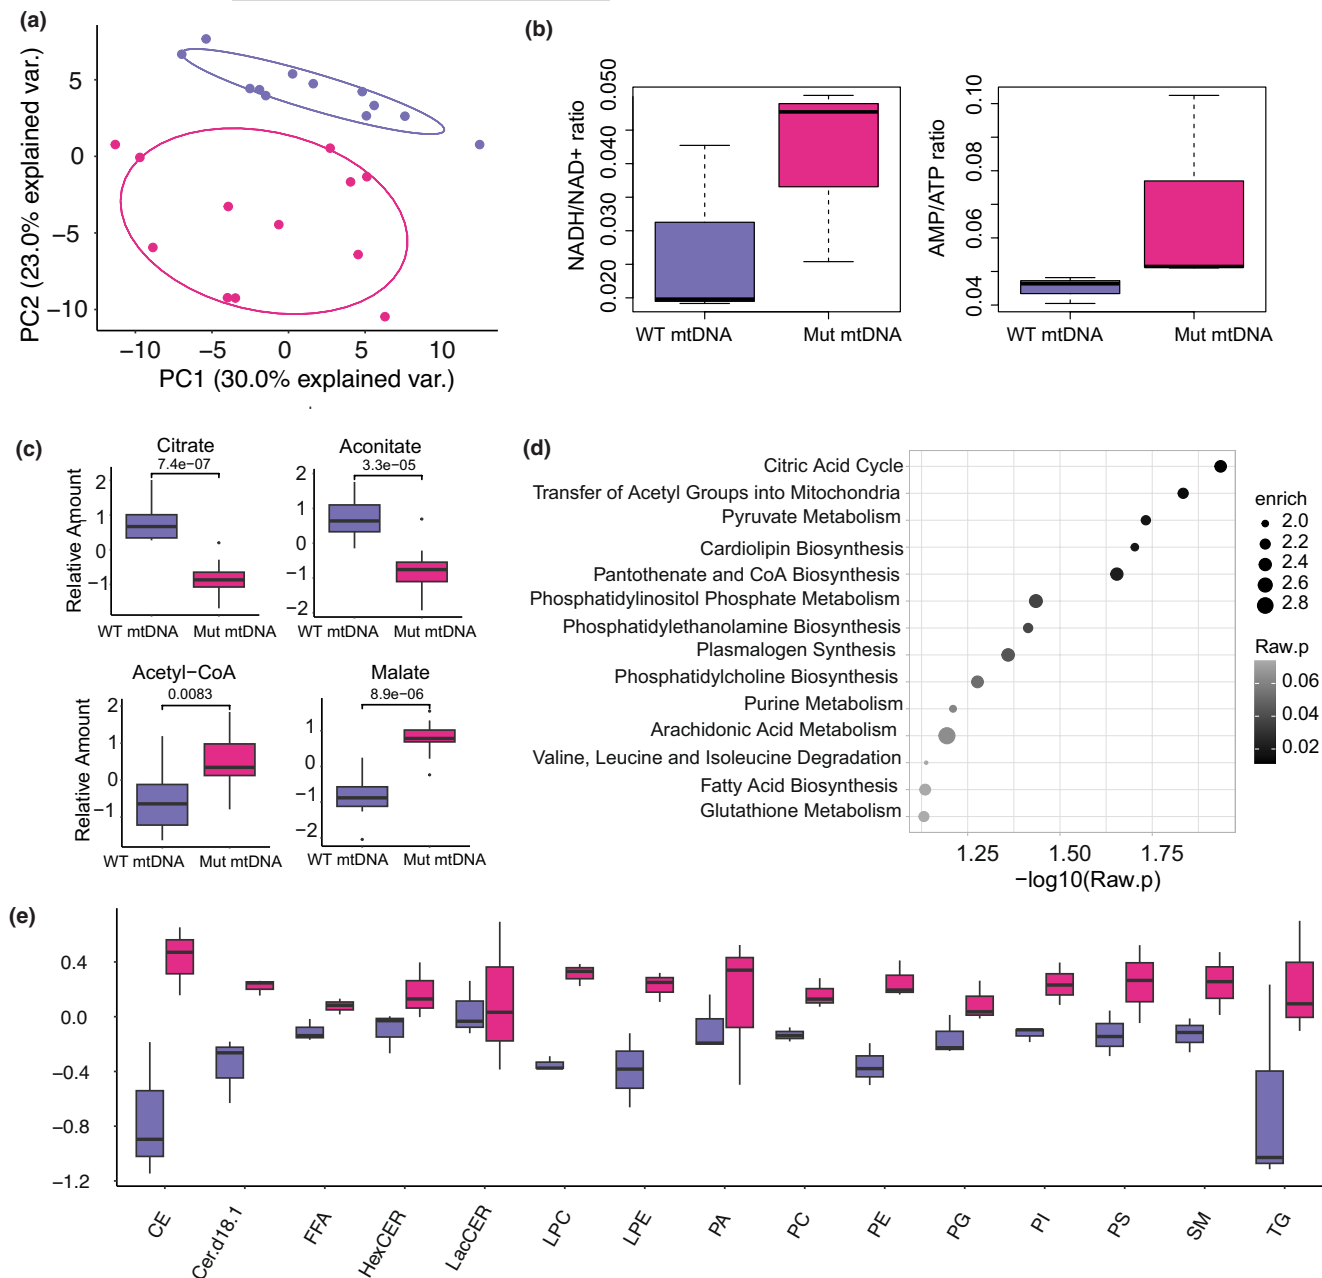 (a)
PC2 (23.0% explained var.)
5
0
−5
−10
−10
−5
0
5
10
PC1 (30.0% explained var.)
(b)
NADH/NAD+ ratio
0.050
0.040
0.030
0.020
WT mtDNA
Mut mtDNA
AMP/ATP ratio
0.10
0.08
0.06
0.04
WT mtDNA
Mut mtDNA
(c)
Citrate
7.4e−07
Relative Amount
2
1
0
−1
WT mtDNA
Mut mtDNA
Aconitate
3.3e−05
2
1
0
−1
−2
WT mtDNA
Mut mtDNA
Acetyl−CoA
0.0083
Relative Amount
2
1
0
−1
WT mtDNA
Mut mtDNA
Malate
8.9e−06
1
0
−1
−2
WT mtDNA
Mut mtDNA
(d)
Citric Acid Cycle
Transfer of Acetyl Groups into Mitochondria
Pyruvate Metabolism
Cardiolipin Biosynthesis
Pantothenate and CoA Biosynthesis
Phosphatidylinositol Phosphate Metabolism
Phosphatidylethanolamine Biosynthesis
Plasmalogen Synthesis
Phosphatidylcholine Biosynthesis
Purine Metabolism
Arachidonic Acid Metabolism
Valine, Leucine and Isoleucine Degradation
Fatty Acid Biosynthesis
Glutathione Metabolism
1.25
1.50
1.75
−log10(Raw.p)
enrich
2.0
2.2
2.4
2.6
2.8
Raw.p
0.06
0.04
0.02
(e)
0.4
0.0
−0.4
−0.8
−1.2
CE
Cer.d18.1
FFA
HexCER
LacCER
LPC
LPE
PA
PC
PE
PG
PI
PS
SM
TG